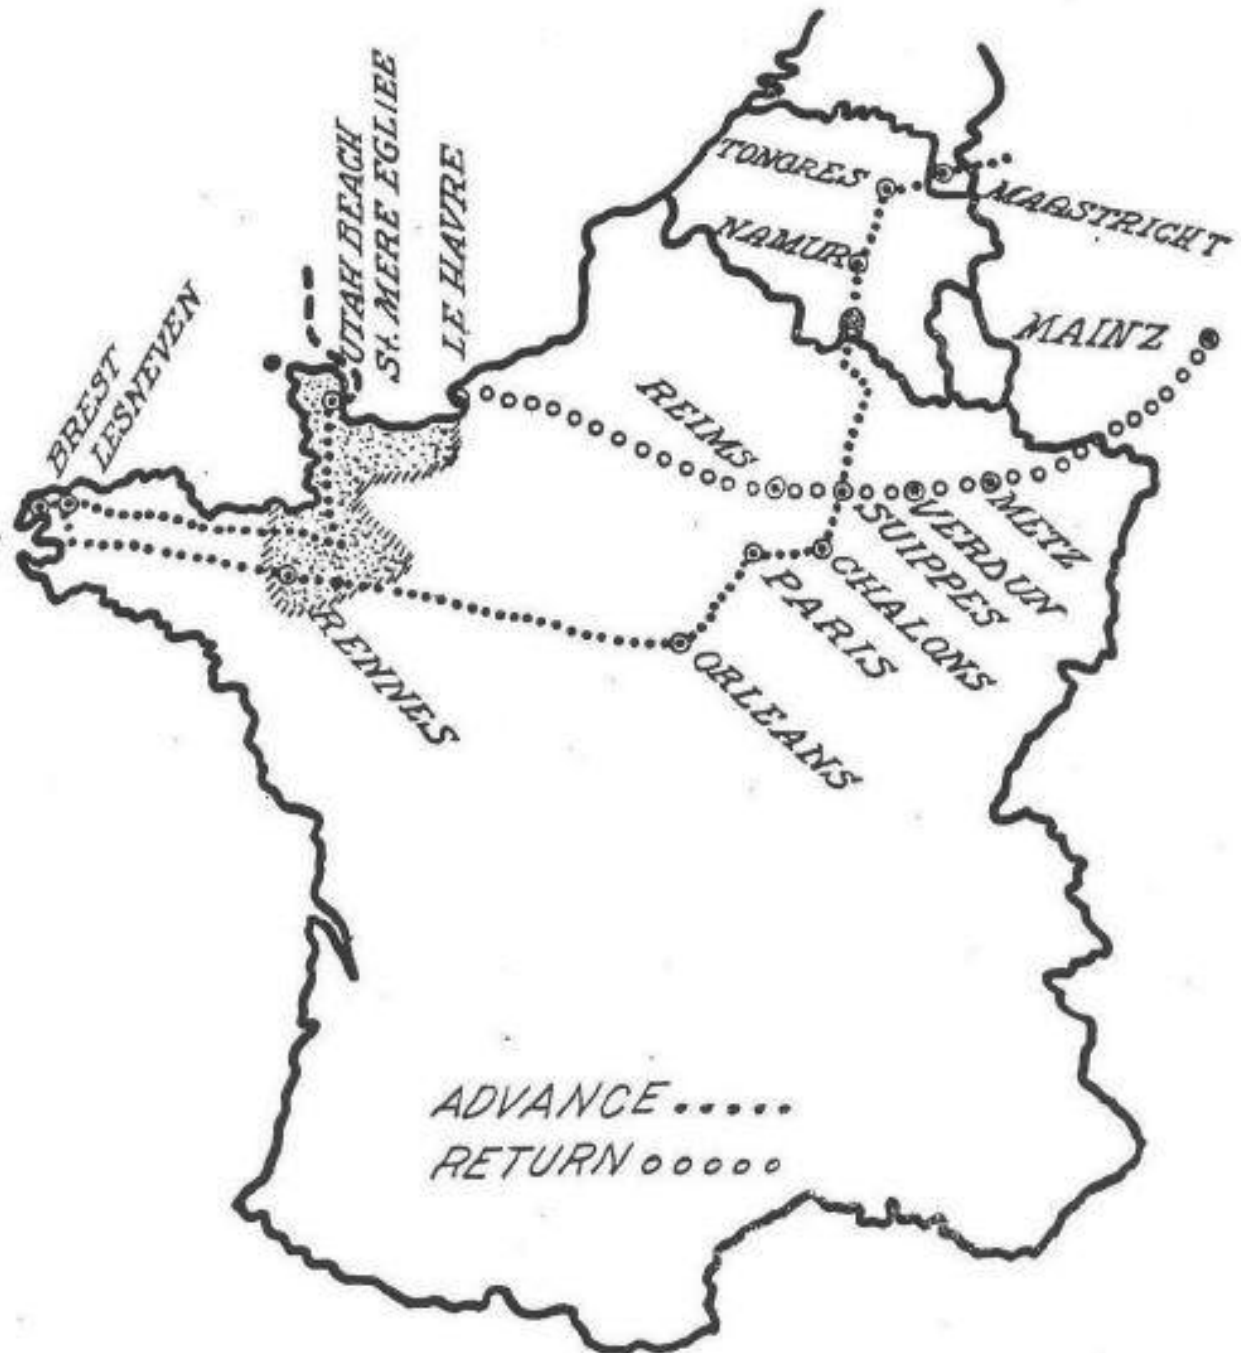 TONGRES
MAASTRICHT
NAMUR
UTAH BEACH
St. MERE EGLIEE
LE HAVRE
MAINZ
BREST
LESNEVEN
REIMS
METZ
VERDUN
SUIPPES
CHALONS
PARIS
RENNES
ORLEANS
ADVANCE
RETURN